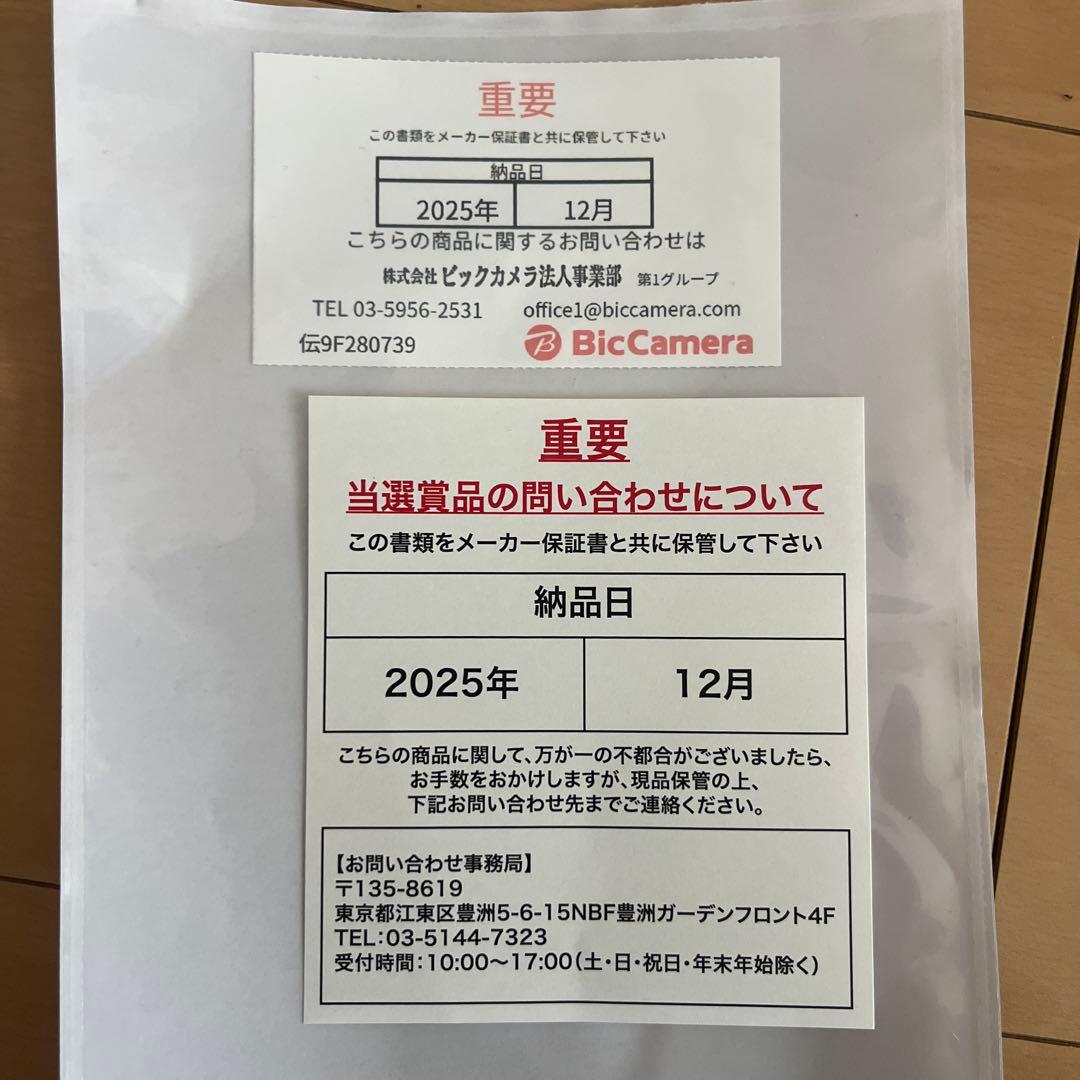 重要
この書類をメーカー保証書と共に保管して下さい
納品日
2025年 12月
こちらの商品に関するお問い合わせは
株式会社 ビックカメラ法人事業部 第1グループ
TEL 03-5956-2531 office1@biccamera.com
伝9F280739 B BicCamera
重要
当選賞品の問い合わせについて
この書類をメーカー保証書と共に保管して下さい
納品日
2025年 12月
こちらの商品に関して、万が一の不都合がございましたら、
お手数をおかけしますが、現品保管の上、
下記お問い合わせ先までご連絡ください。
【お問い合わせ事務局】
〒135-8619
東京都江東区豊洲5-6-15NBF豊洲ガーデンフロント4F
TEL:03-5144-7323
受付時間:10:00〜17:00(土・日・祝日・年末年始除く)